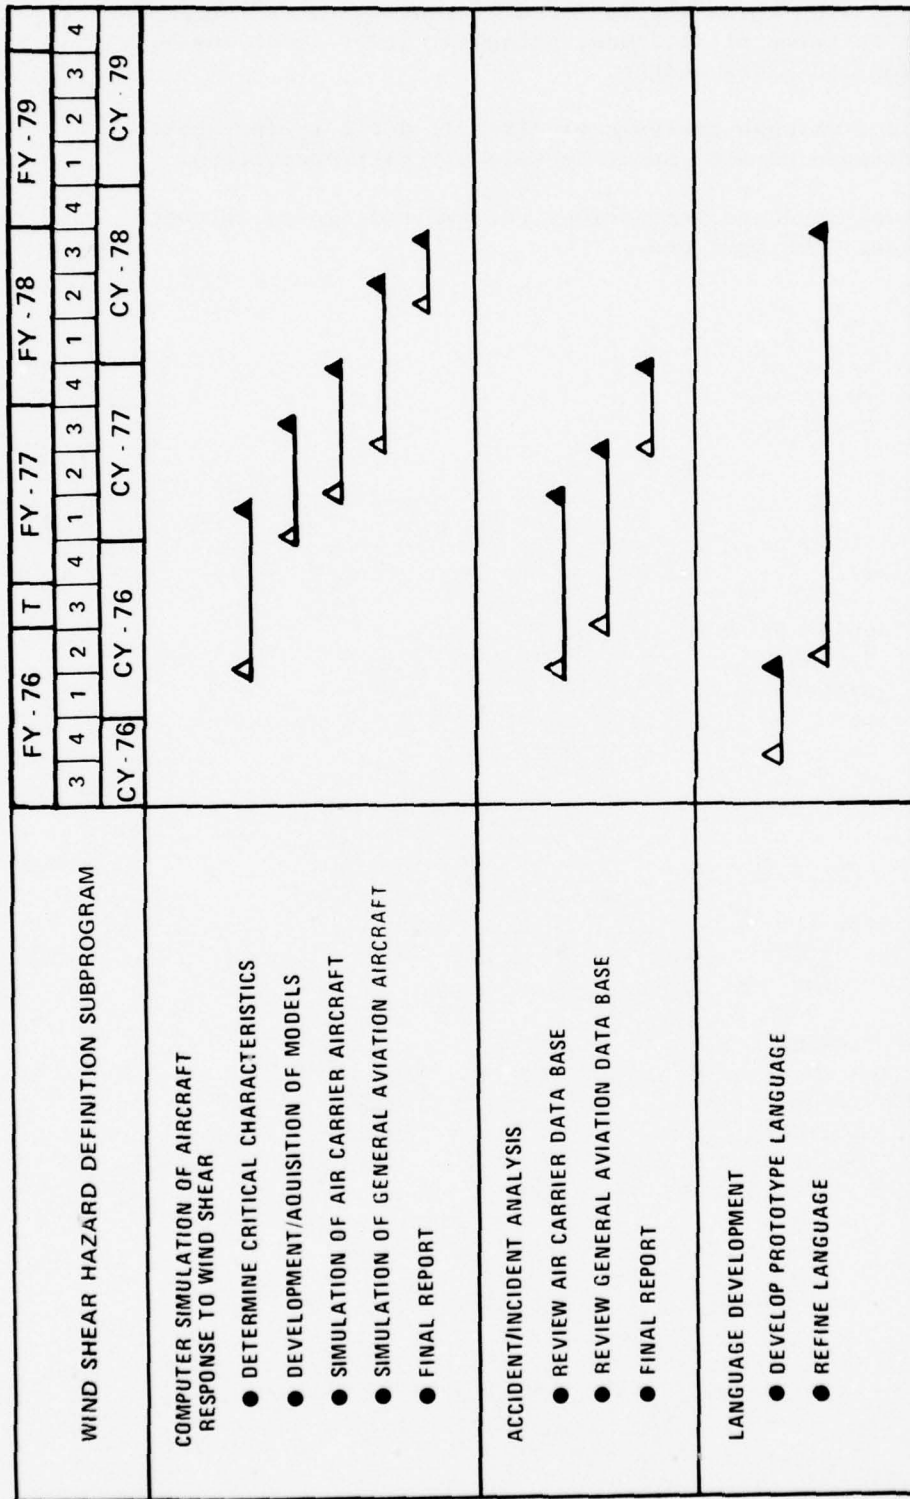 WIND SHEAR HAZARD DEFINITION SUBPROGRAM
FY - 76 T FY - 77 FY - 78 FY - 79
3 4 1 2 3 4 1 2 3 4 1 2 3 4 1 2 3 4
CY-76 CY - 76 CY - 77 CY - 78 CY - 79
COMPUTER SIMULATION OF AIRCRAFT
RESPONSE TO WIND SHEAR
● DETERMINE CRITICAL CHARACTERISTICS
● DEVELOPMENT/AQUISITION OF MODELS
● SIMULATION OF AIR CARRIER AIRCRAFT
● SIMULATION OF GENERAL AVIATION AIRCRAFT
● FINAL REPORT
ACCIDENT/INCIDENT ANALYSIS
● REVIEW AIR CARRIER DATA BASE
● REVIEW GENERAL AVIATION DATA BASE
● FINAL REPORT
LANGUAGE DEVELOPMENT
● DEVELOP PROTOTYPE LANGUAGE
● REFINE LANGUAGE